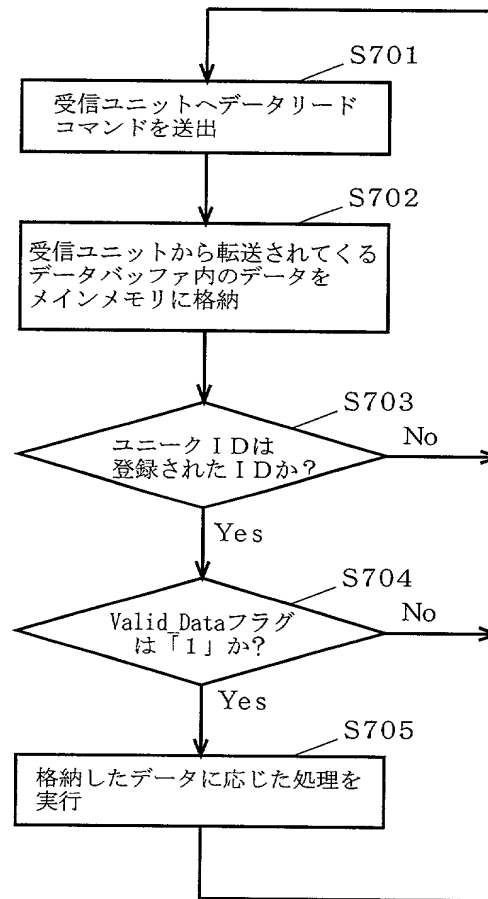 S701
受信ユニットへデータリード
コマンドを送出
S702
受信ユニットから転送されてくる
データバッファ内のデータを
メインメモリに格納
S703
ユニークＩＤは
登録されたＩＤか？
No
Yes
S704
Valid_Dataフラグ
は「１」か？
No
Yes
S705
格納したデータに応じた処理を
実行